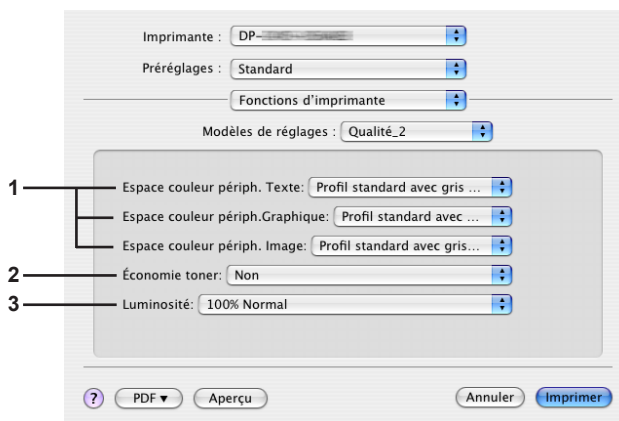 Imprimante : DP-
Préréglages : Standard
Fonctions d'imprimante
Modèles de réglages : Qualité_2
1 Espace couleur périph. Texte: Profil standard avec gris ...
Espace couleur périph.Graphique: Profil standard avec ...
Espace couleur périph. Image: Profil standard avec gris...
2 Économie toner: Non
3 Luminosité: 100% Normal
? PDF ▼ Aperçu Annuler Imprimer